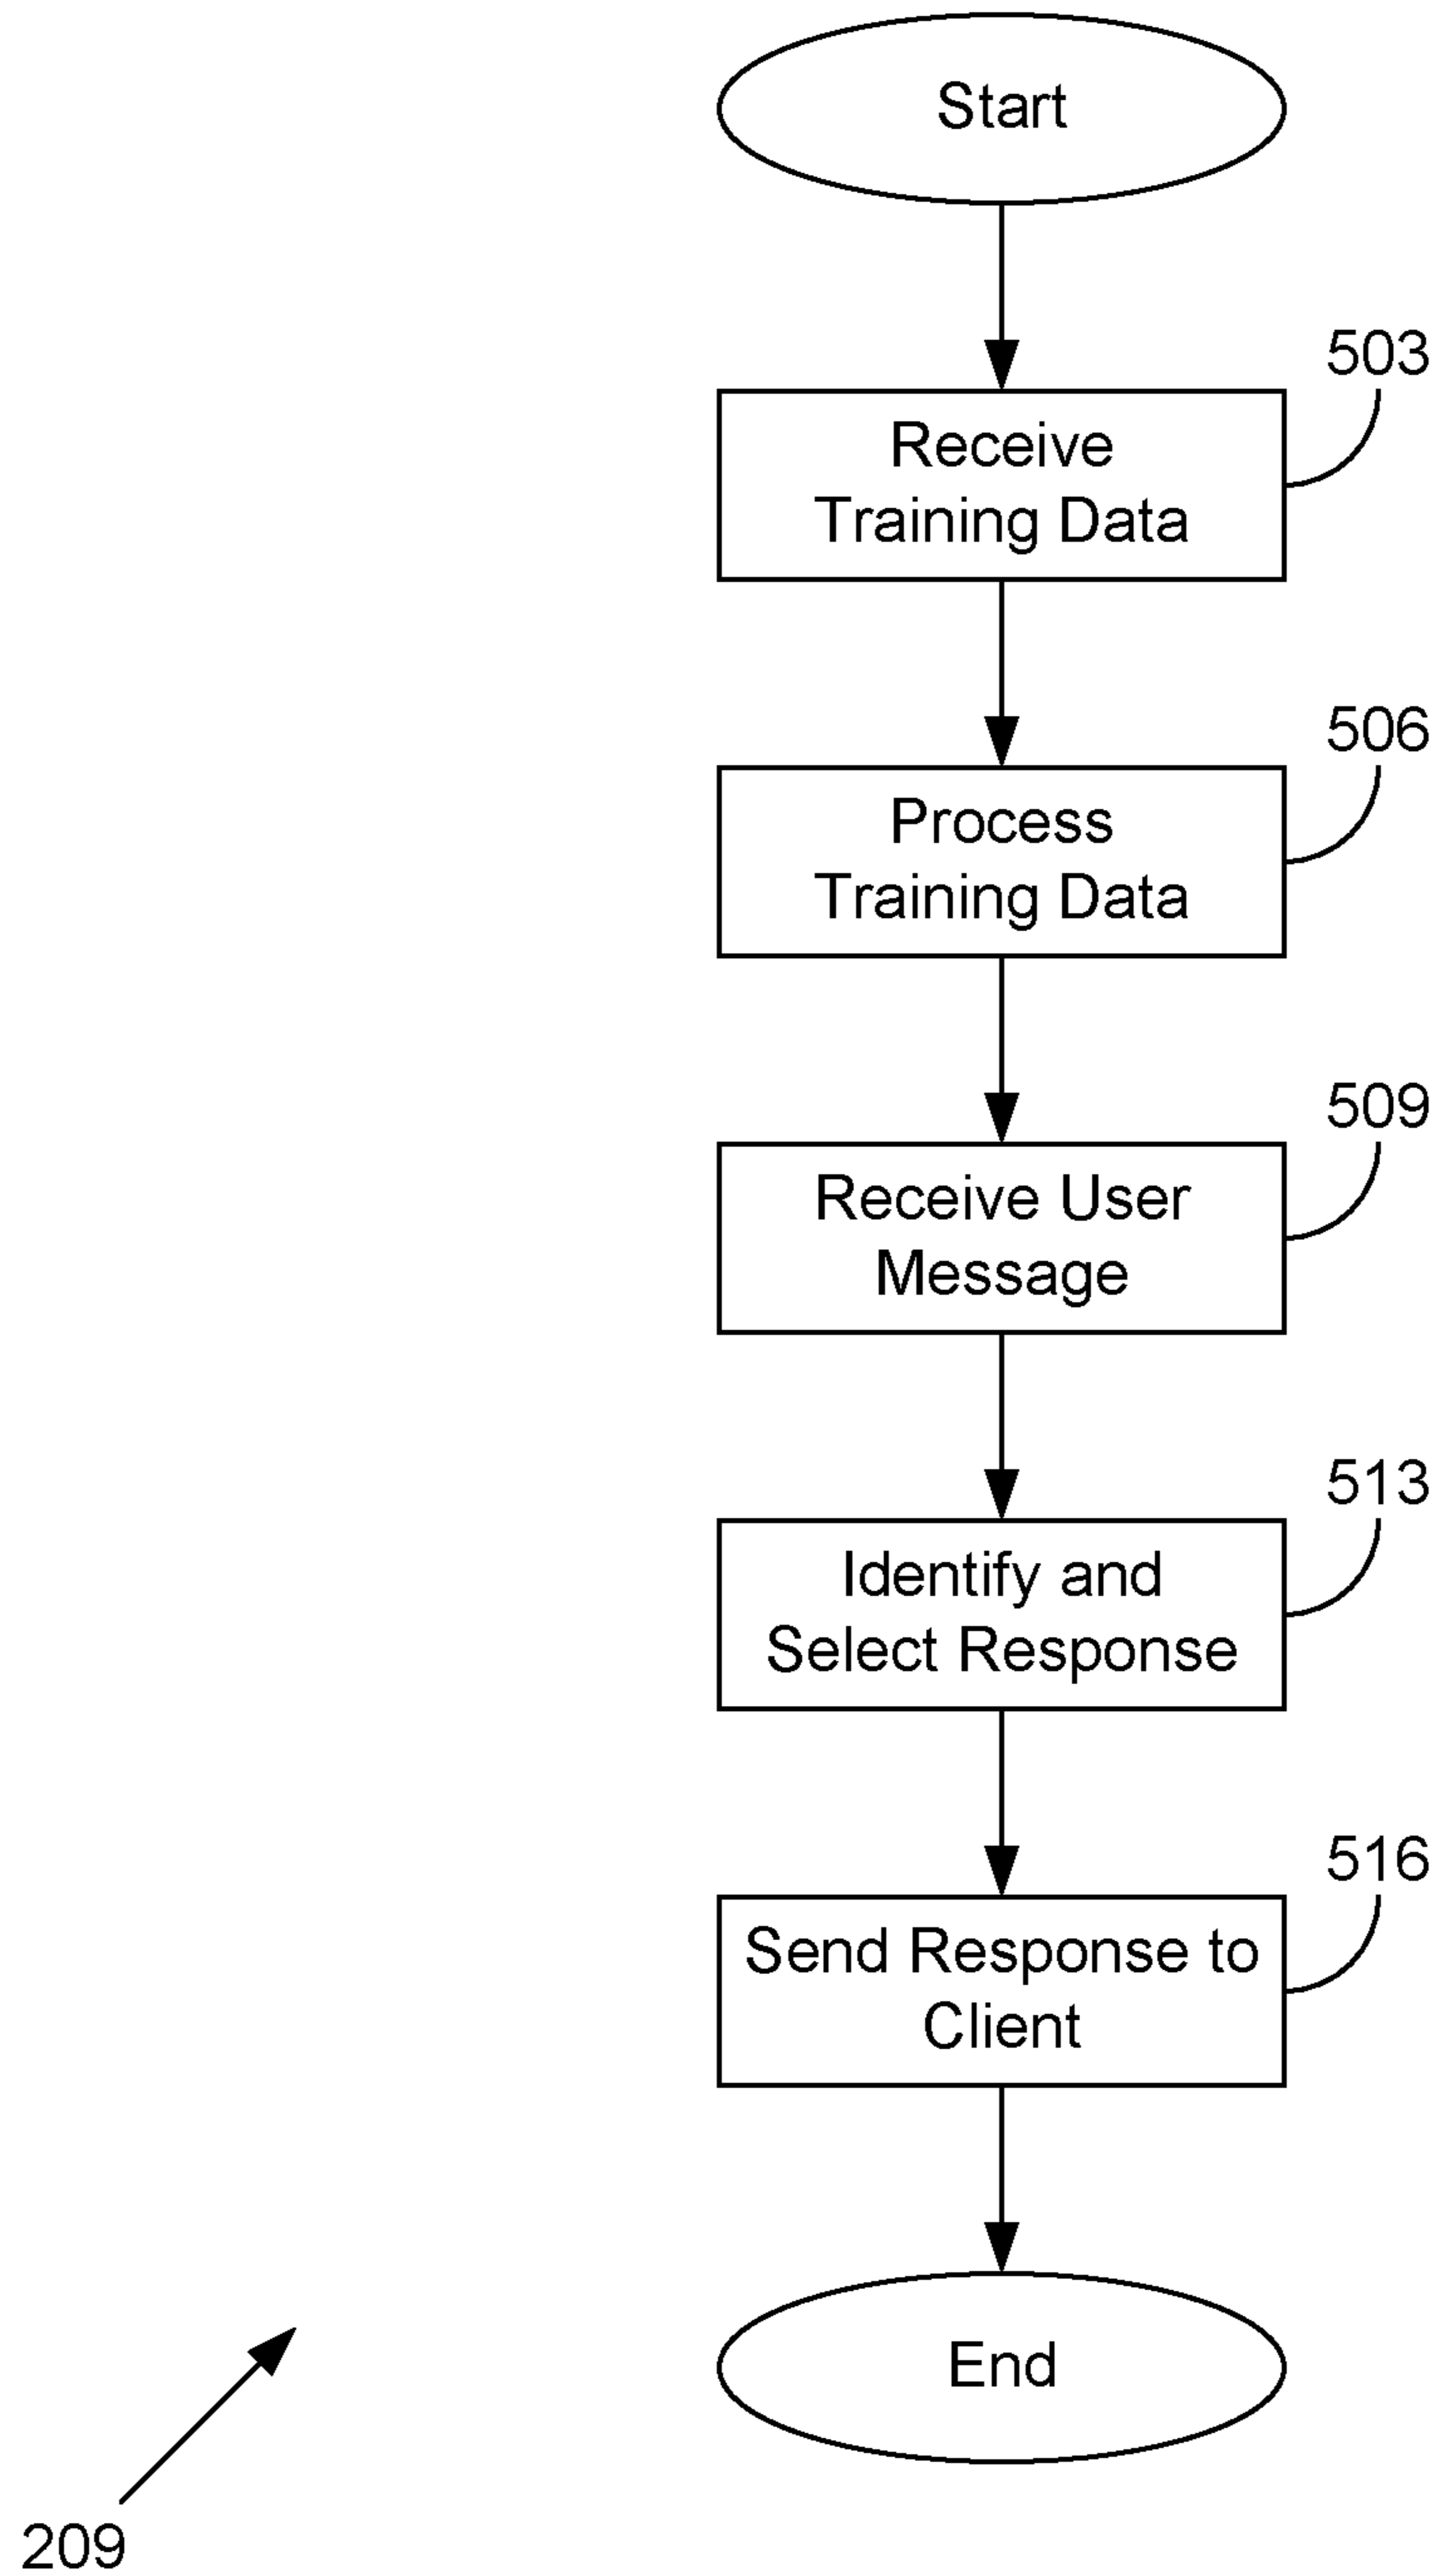 Start
503
Receive
Training Data
506
Process
Training Data
509
Receive User
Message
513
Identify and
Select Response
516
Send Response to
Client
End
209